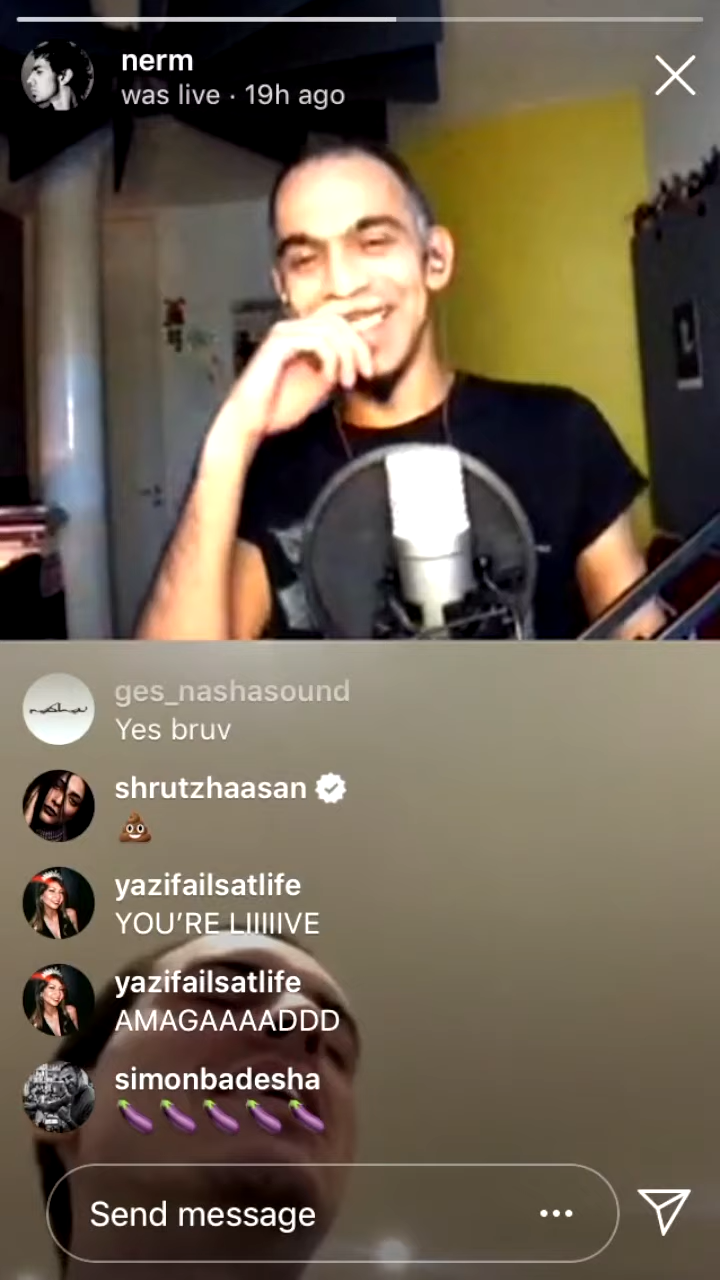 nerm
was live · 19h ago
ges_nashasound
Yes bruv
shrutzhaasan
💩
yazifailsatlife
YOU’RE LIIIIIVE
yazifailsatlife
AMAGAAAADDD
simonbadesha
🍆🍆🍆🍆🍆
Send message